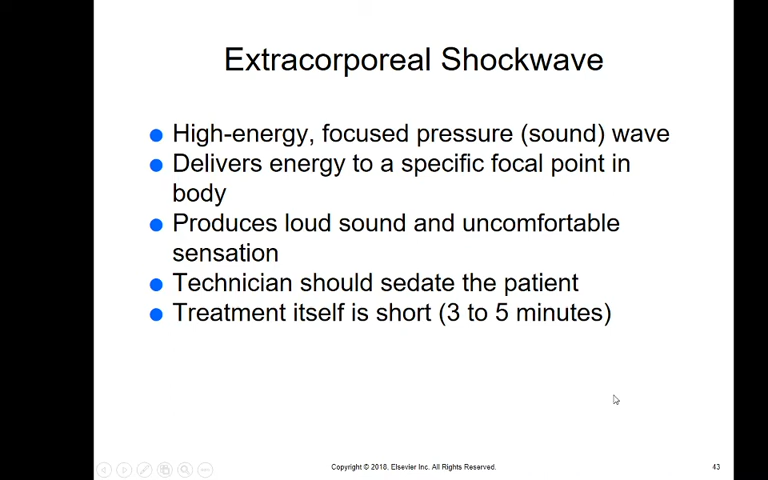 Extracorporeal Shockwave
High-energy, focused pressure (sound) wave
Delivers energy to a specific focal point in
body
Produces loud sound and uncomfortable
sensation
Technician should sedate the patient
Treatment itself is short (3 to 5 minutes)
Copyright © 2018, Elsevier Inc. All Rights Reserved.
43